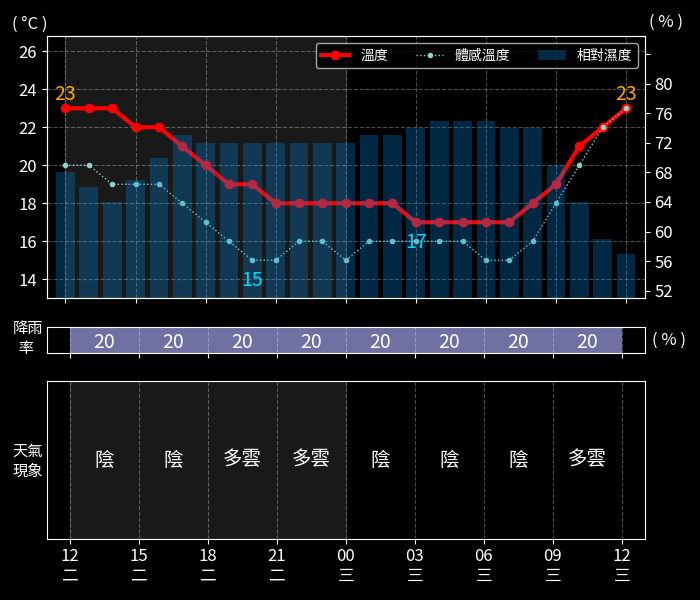 ( °C )
( % )
溫度
體感溫度
相對濕度
26
24
22
20
18
16
14
80
76
72
68
64
60
56
52
23
23
15
17
降雨率
20 20 20 20 20 20 20 20
( % )
天氣現象
陰 陰 多雲 多雲 陰 陰 陰 多雲
12 15 18 21 00 03 06 09 12
二 二 二 二 三 三 三 三 三